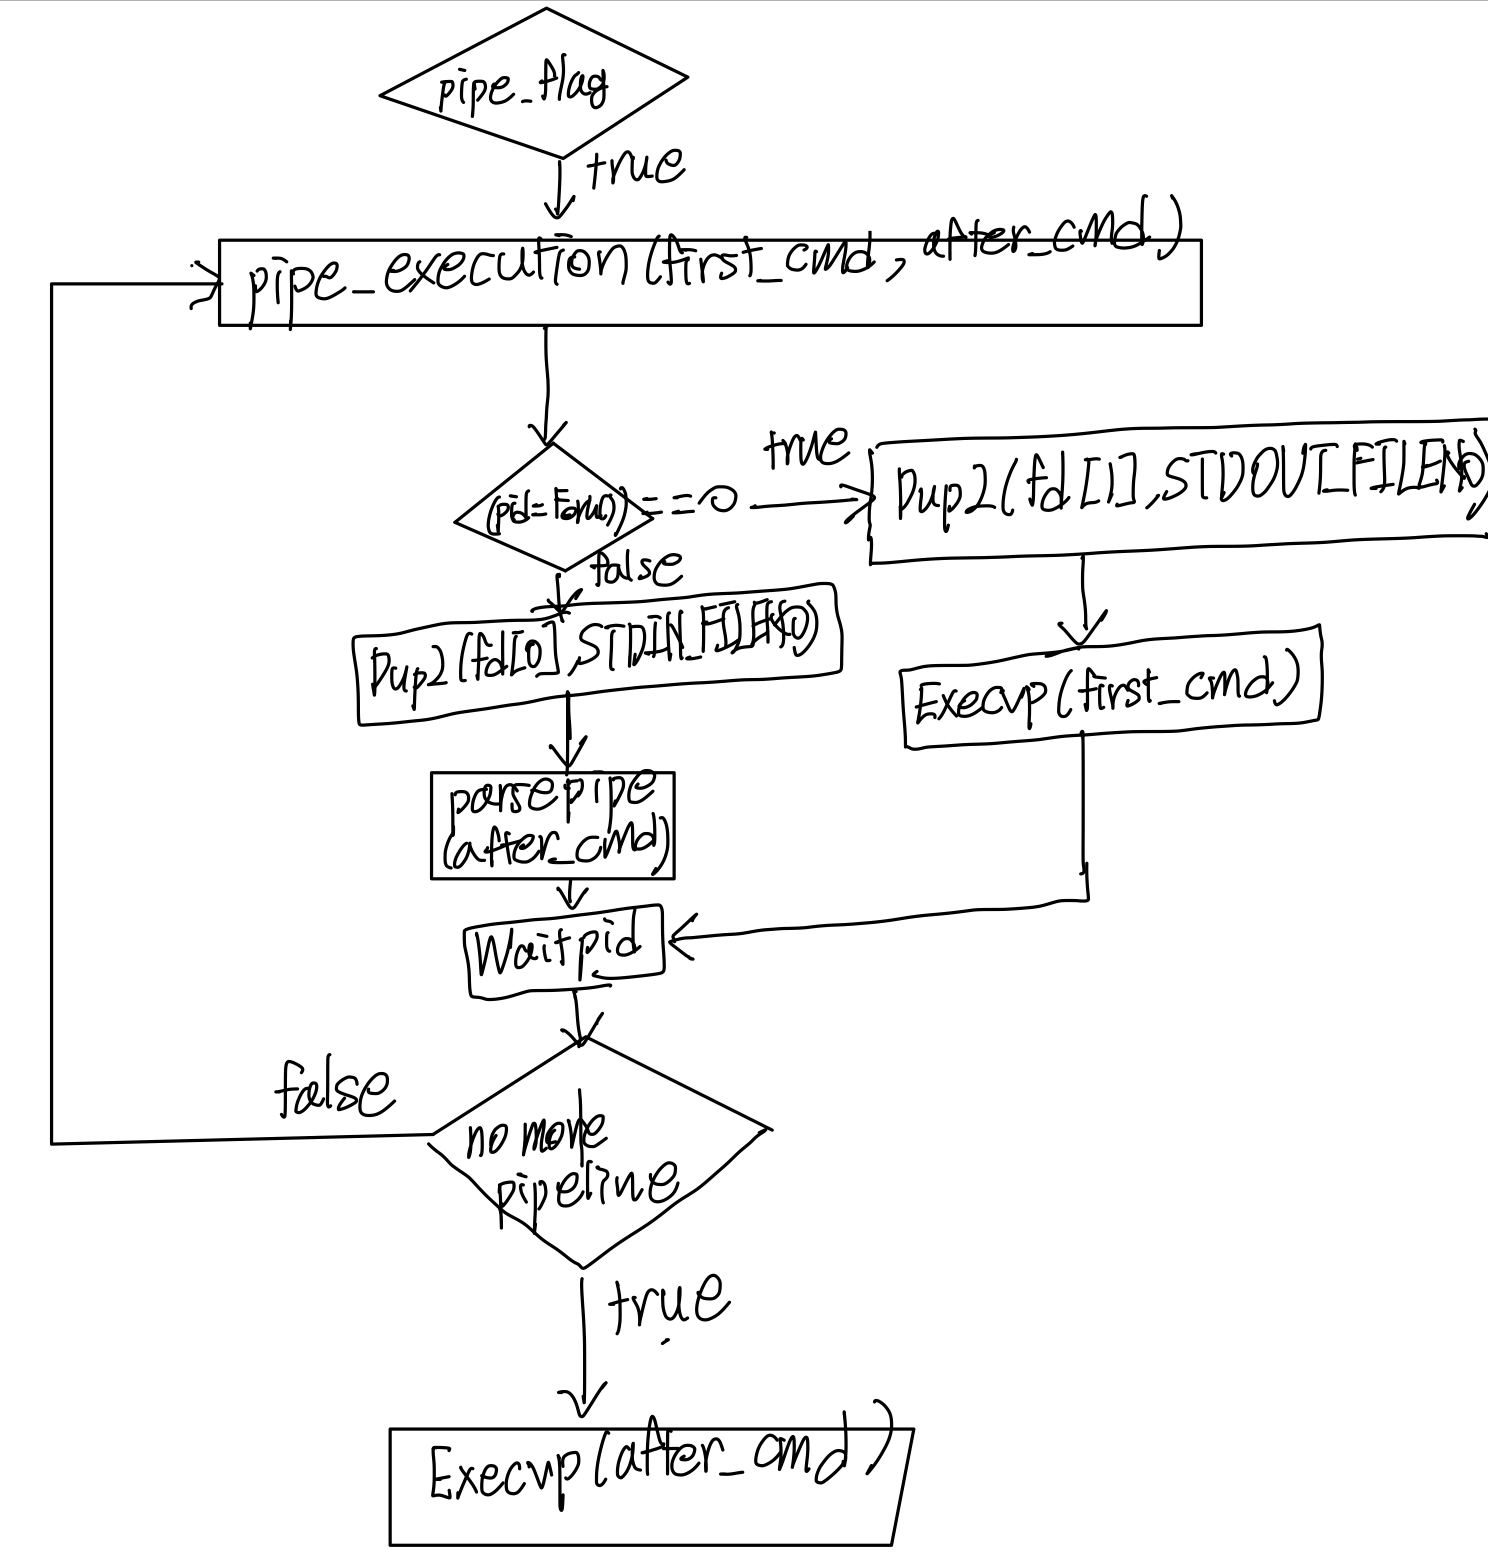 pipe_flag
true
pipe_execution(first_cmd, after_cmd)
true
(pid=Fork()) ==0
Dup2(fd[1],STDOUT_FILENO)
false
Dup2(fd[0],STDIN_FILENO)
Execvp(first_cmd)
parsepipe
(after_cmd)
Waitpid
false
no more
pipeline
true
Execvp(after_cmd)